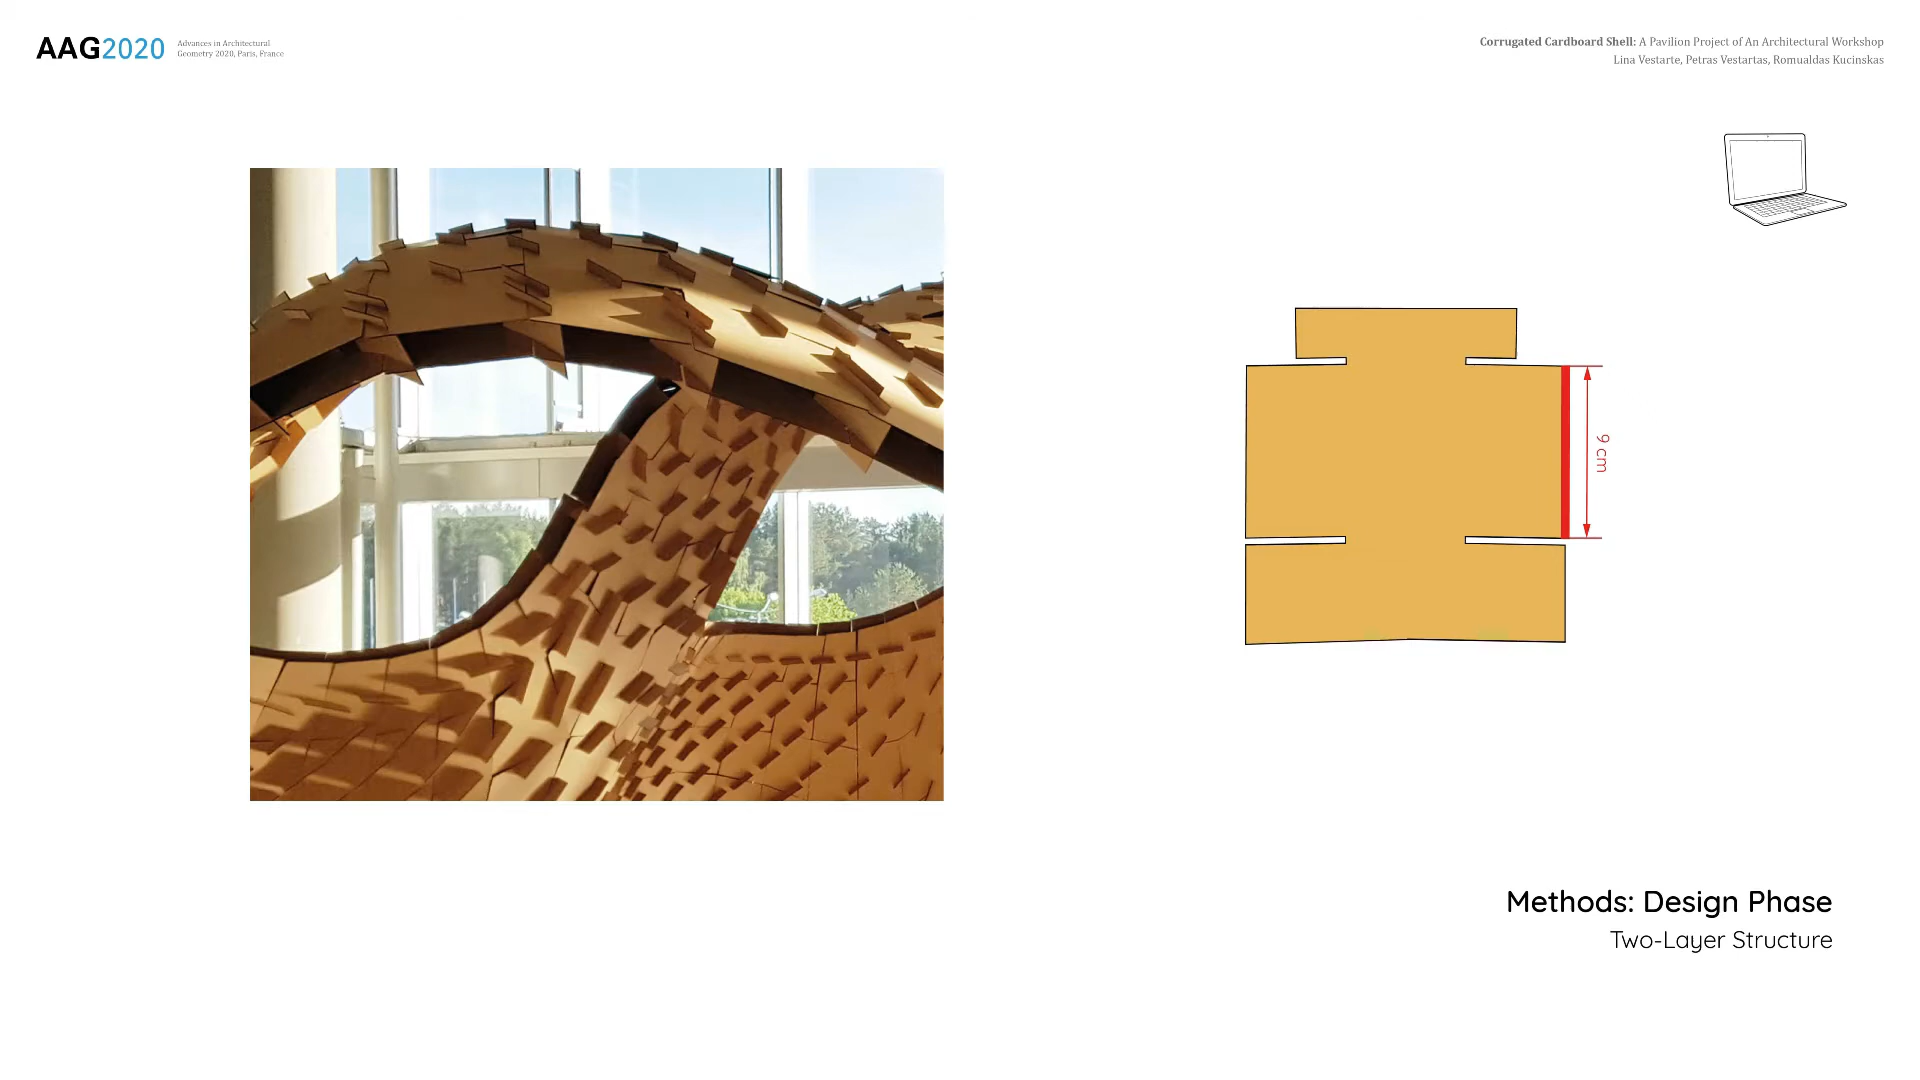 AAG2020
Advances in Architectural
Geometry 2020, Paris, France
Corrugated Cardboard Shell: A Pavilion Project of An Architectural Workshop
Lina Vestarte, Petras Vestartas, Romualdas Kucinskas
9 cm
Methods: Design Phase
Two-Layer Structure